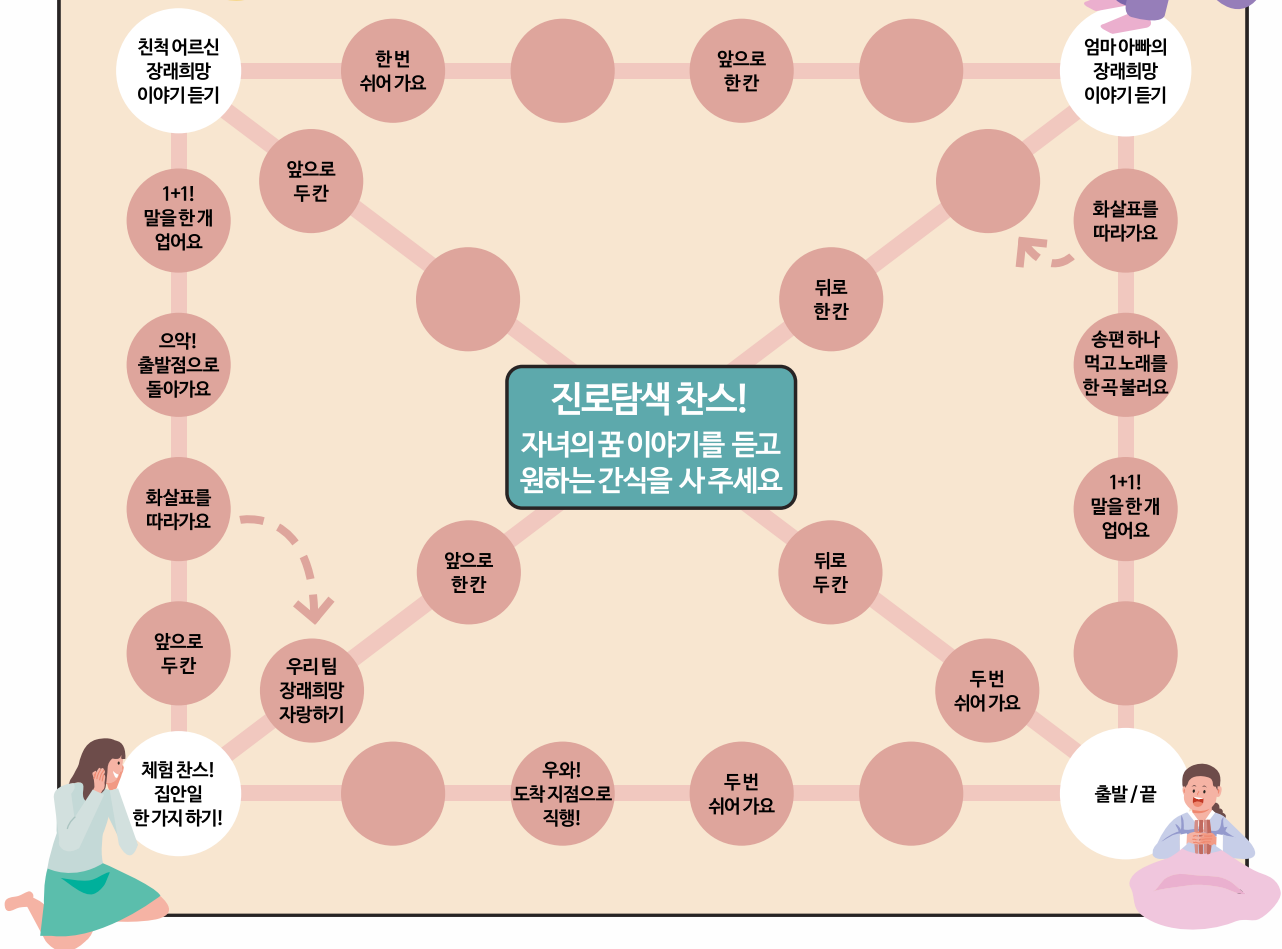 친척 어르신
장래희망
이야기 듣기
한 번
쉬어 가요
앞으로
한 칸
엄마 아빠의
장래희망
이야기 듣기
앞으로
두 칸
1+1!
말을 한 개
업어요
화살표를
따라가요
뒤로
한 칸
으악!
출발점으로
돌아가요
송편 하나
먹고 노래를
한 곡 불러요
진로탐색 찬스!
자녀의 꿈 이야기를 듣고
원하는 간식을 사 주세요
화살표를
따라가요
1+1!
말을 한 개
업어요
앞으로
한 칸
뒤로
두 칸
앞으로
두 칸
우리 팀
장래희망
자랑하기
두 번
쉬어 가요
체험 찬스!
집안일
한 가지 하기!
우와!
도착 지점으로
직행!
두 번
쉬어 가요
출발 / 끝